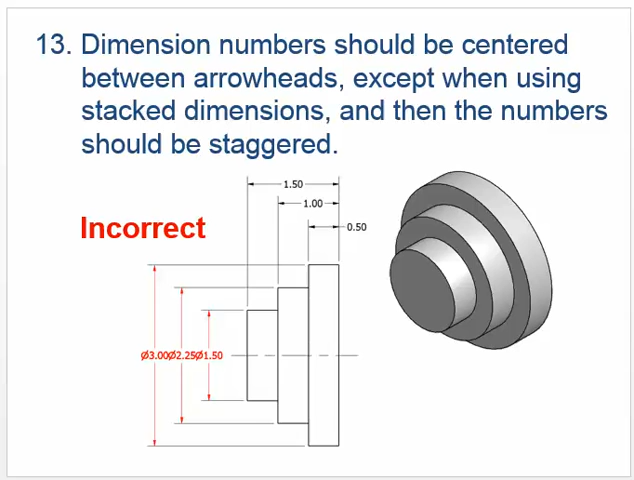 13. Dimension numbers should be centered
between arrowheads, except when using
stacked dimensions, and then the numbers
should be staggered.
1.50
1.00
Incorrect
0.50
Ø3.00Ø2.25Ø1.50